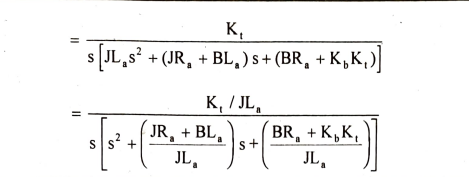 = K_t / s [JL_a s^2 + (JR_a + BL_a) s + (BR_a + K_b K_t)]
= K_t / JL_a / s [s^2 + ((JR_a + BL_a) / JL_a) s + ((BR_a + K_b K_t) / JL_a)]